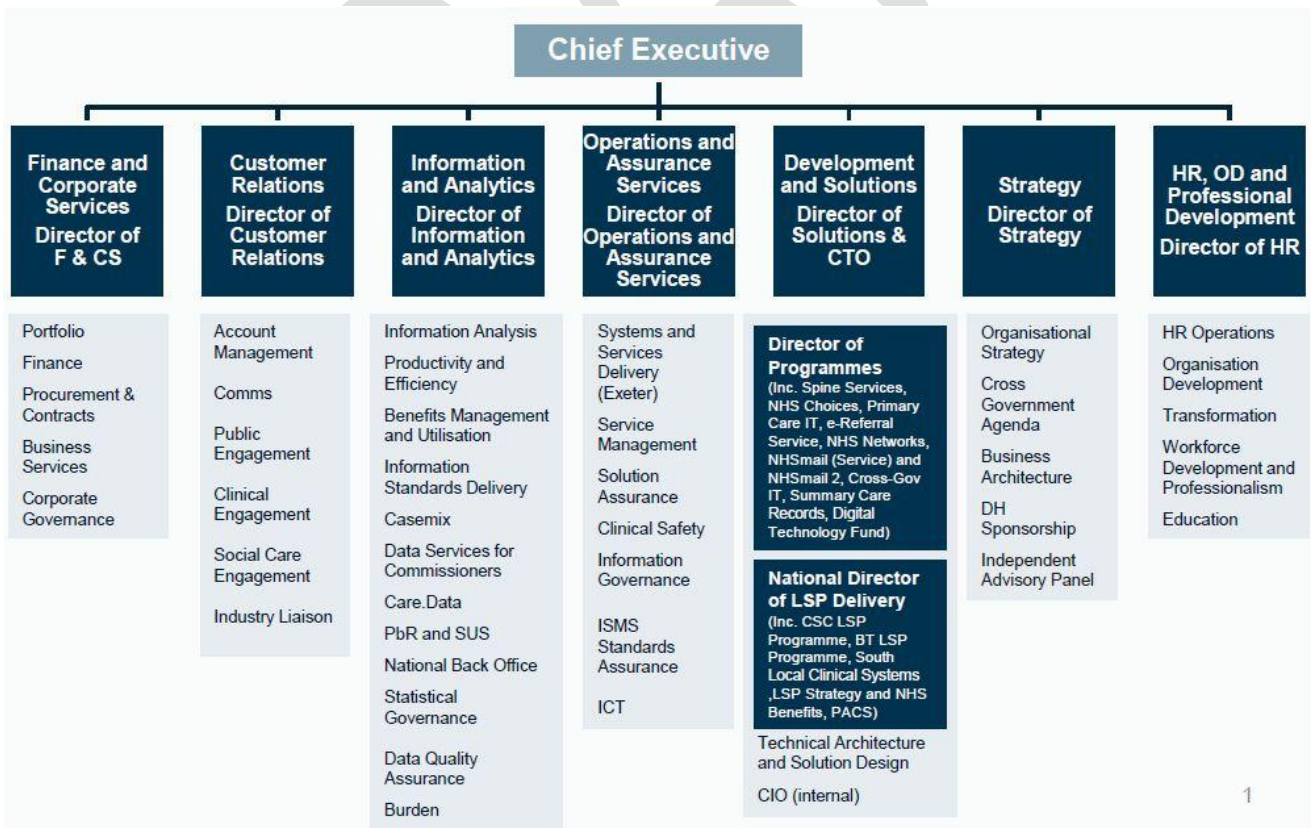 Chief Executive
Finance and
Corporate
Services
Director of
F & CS
Customer
Relations
Director of
Customer
Relations
Information
and Analytics
Director of
Information
and Analytics
Operations and
Assurance
Services
Director of
Operations and
Assurance
Services
Development
and Solutions
Director of
Solutions &
CTO
Strategy
Director of
Strategy
HR, OD and
Professional
Development
Director of HR
Portfolio
Finance
Procurement &
Contracts
Business
Services
Corporate
Governance
Account
Management
Comms
Public
Engagement
Clinical
Engagement
Social Care
Engagement
Industry Liaison
Information Analysis
Productivity and
Efficiency
Benefits Management
and Utilisation
Information
Standards Delivery
Casemix
Data Services for
Commissioners
Care.Data
PbR and SUS
National Back Office
Statistical
Governance
Data Quality
Assurance
Burden
Systems and
Services
Delivery
(Exeter)
Service
Management
Solution
Assurance
Clinical Safety
Information
Governance
ISMS
Standards
Assurance
ICT
Director of
Programmes
(Inc. Spine Services,
NHS Choices, Primary
Care IT, e-Referral
Service, NHS Networks,
NHSmail (Service) and
NHSmail 2, Cross-Gov
IT, Summary Care
Records, Digital
Technology Fund)
National Director
of LSP Delivery
(Inc. CSC LSP
Programme, BT LSP
Programme, South
Local Clinical Systems
,LSP Strategy and NHS
Benefits, PACS)
Technical Architecture
and Solution Design
CIO (internal)
Organisational
Strategy
Cross
Government
Agenda
Business
Architecture
DH
Sponsorship
Independent
Advisory Panel
HR Operations
Organisation
Development
Transformation
Workforce
Development and
Professionalism
Education
1